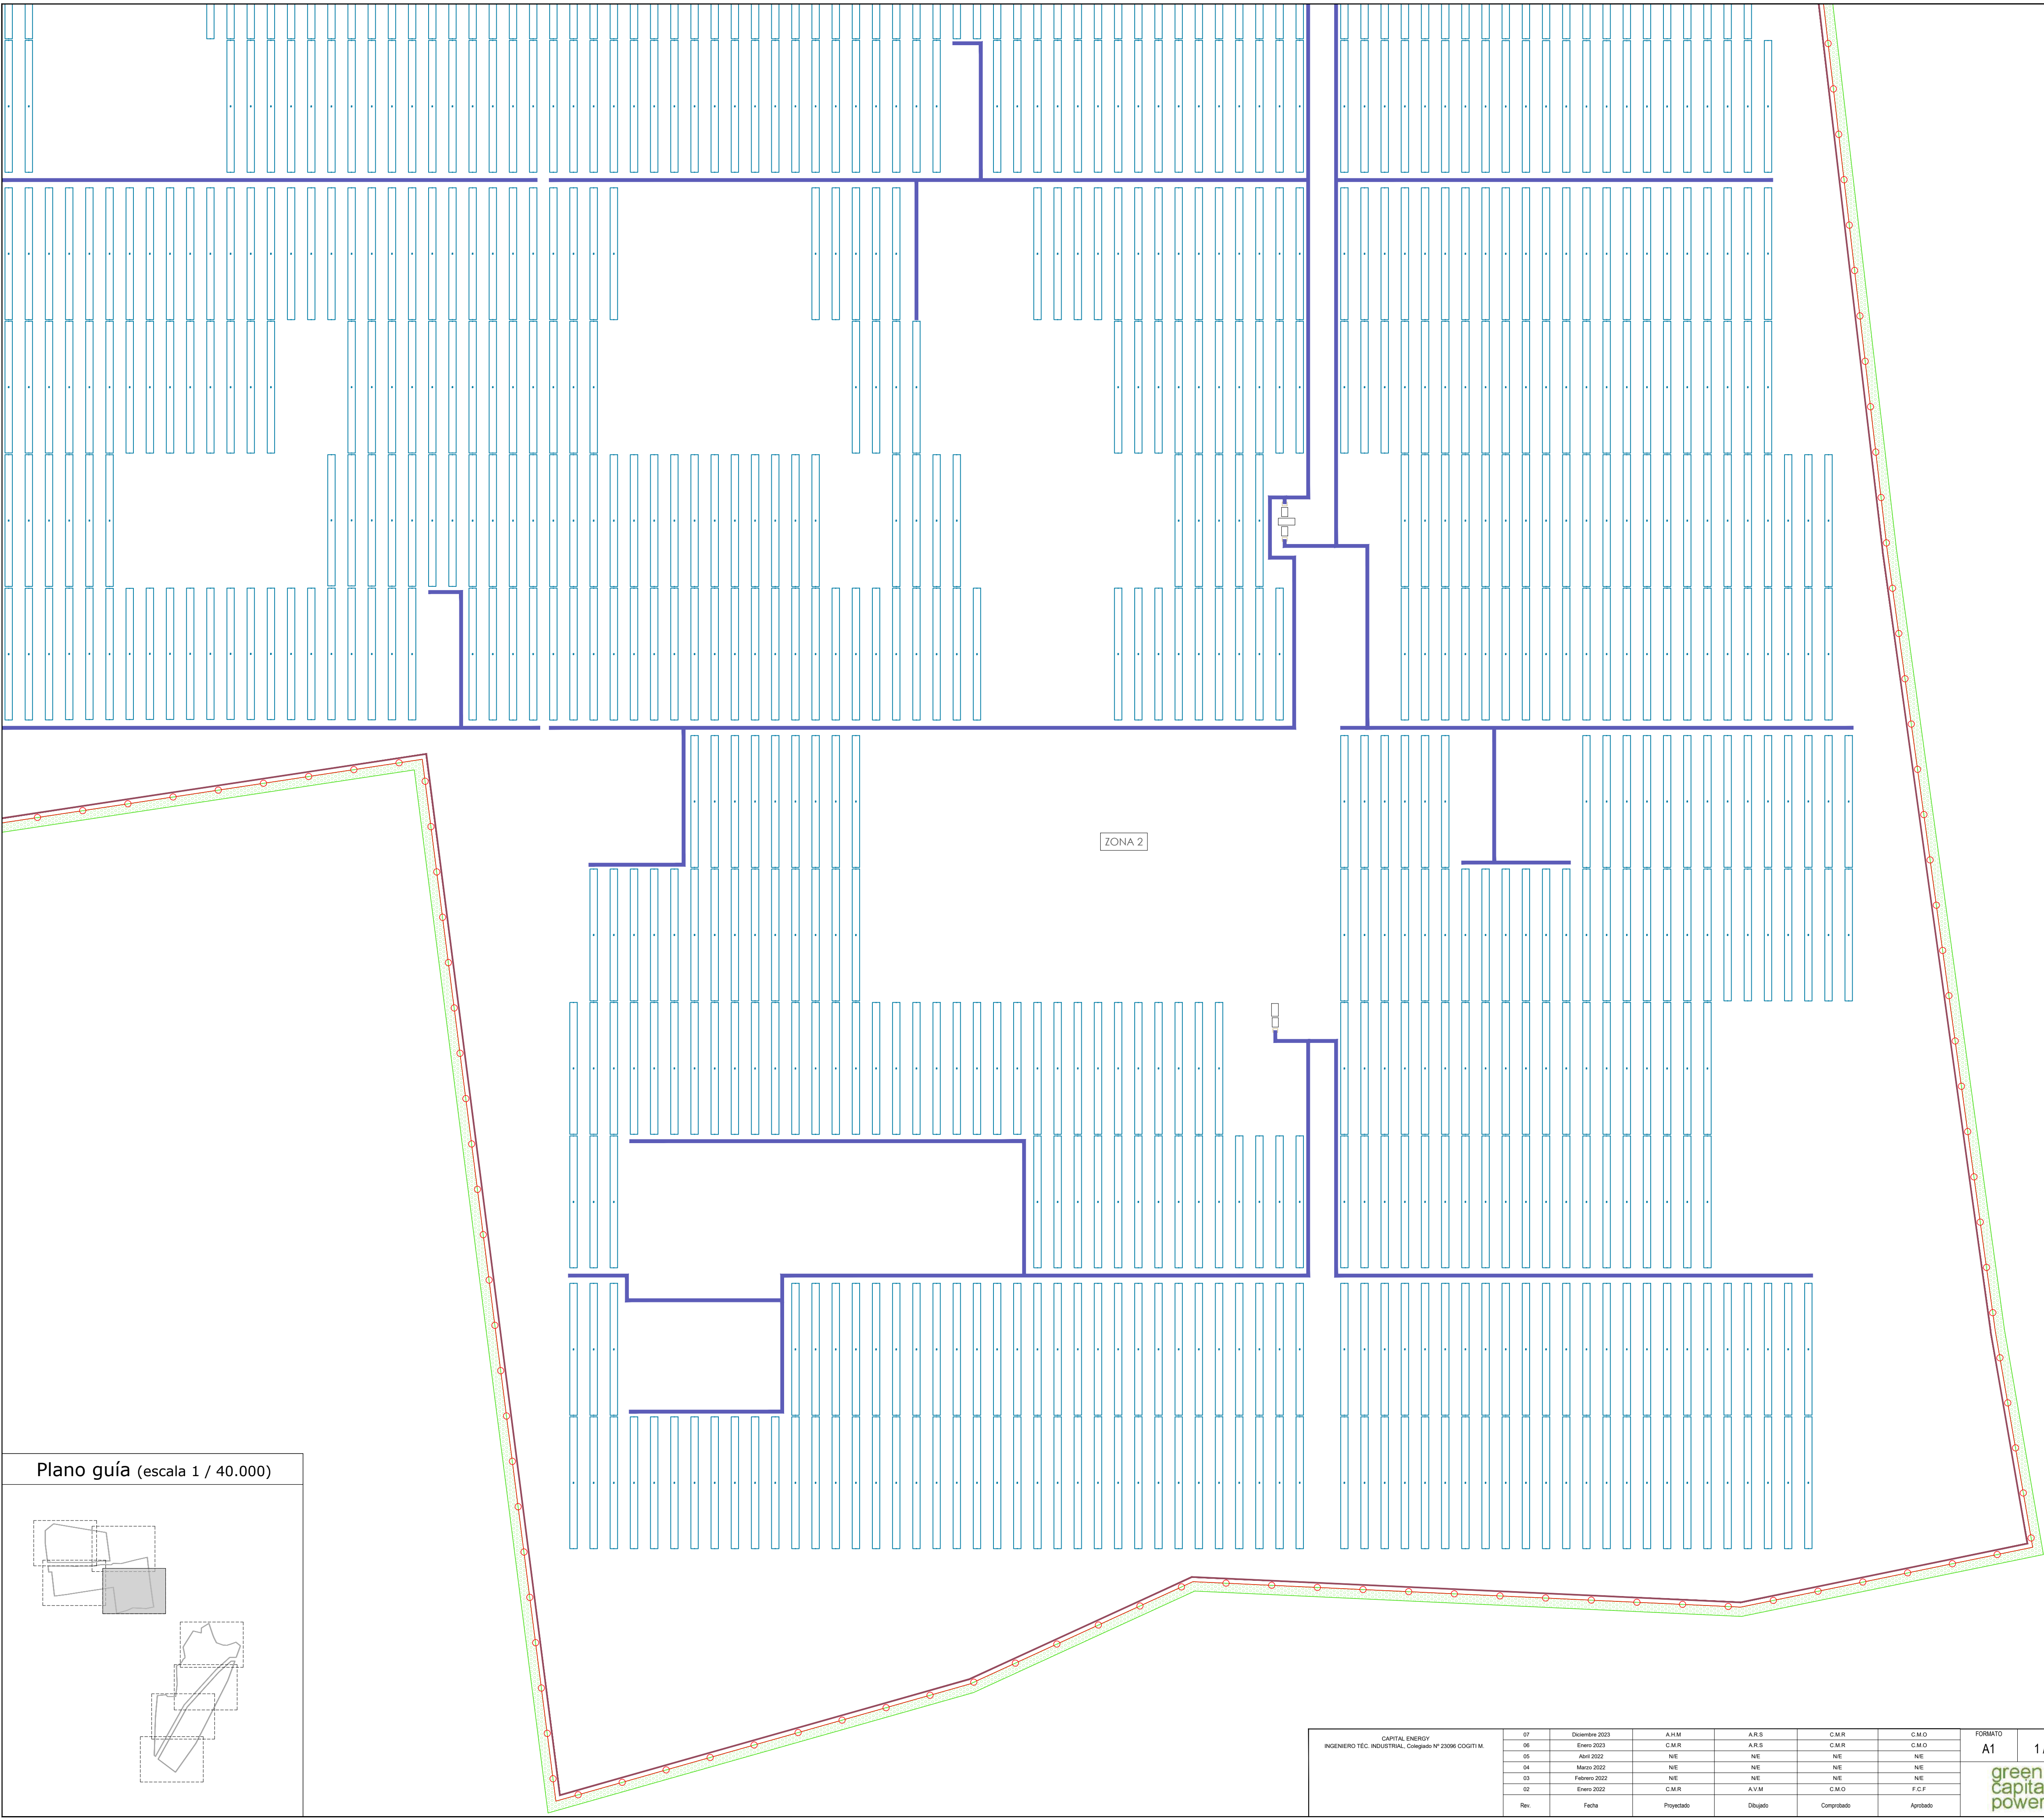 ZONA 2
Plano guía (escala 1 / 40.000)
CAPITAL ENERGY
INGENIERO TÉC. INDUSTRIAL, Colegiado Nº 23096 COGITI M.
07 Diciembre 2023 A.H.M A.R.S C.M.R C.M.O
06 Enero 2023 C.M.R A.R.S C.M.R C.M.O
05 Abril 2022 N/E N/E N/E N/E
04 Marzo 2022 N/E N/E N/E N/E
03 Febrero 2022 N/E N/E N/E N/E
02 Enero 2022 C.M.R A.V.M C.M.O F.C.F
Rev. Fecha Proyectado Dibujado Comprobado Aprobado
FORMATO
A1
1 /
green
capita
power